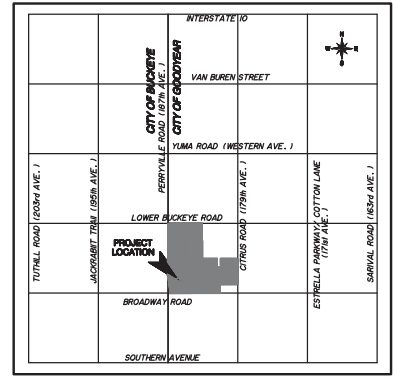 INTERSTATE 10
N
VAN BUREN STREET
CITY OF BUCKEYE
CITY OF GOODYEAR
PERRYVILLE ROAD (187th AVE.)
YUMA ROAD (WESTERN AVE.)
TUTHILL ROAD (203rd AVE.)
JACKRABIT TRAIL (195th AVE.)
LOWER BUCKEYE ROAD
CITRUS ROAD (179th AVE.)
ESTRELLA PARKWAY/ COTTON LANE
(171st AVE.)
SARIVAL ROAD (163rd AVE.)
PROJECT
LOCATION
BROADWAY ROAD
SOUTHERN AVENUE